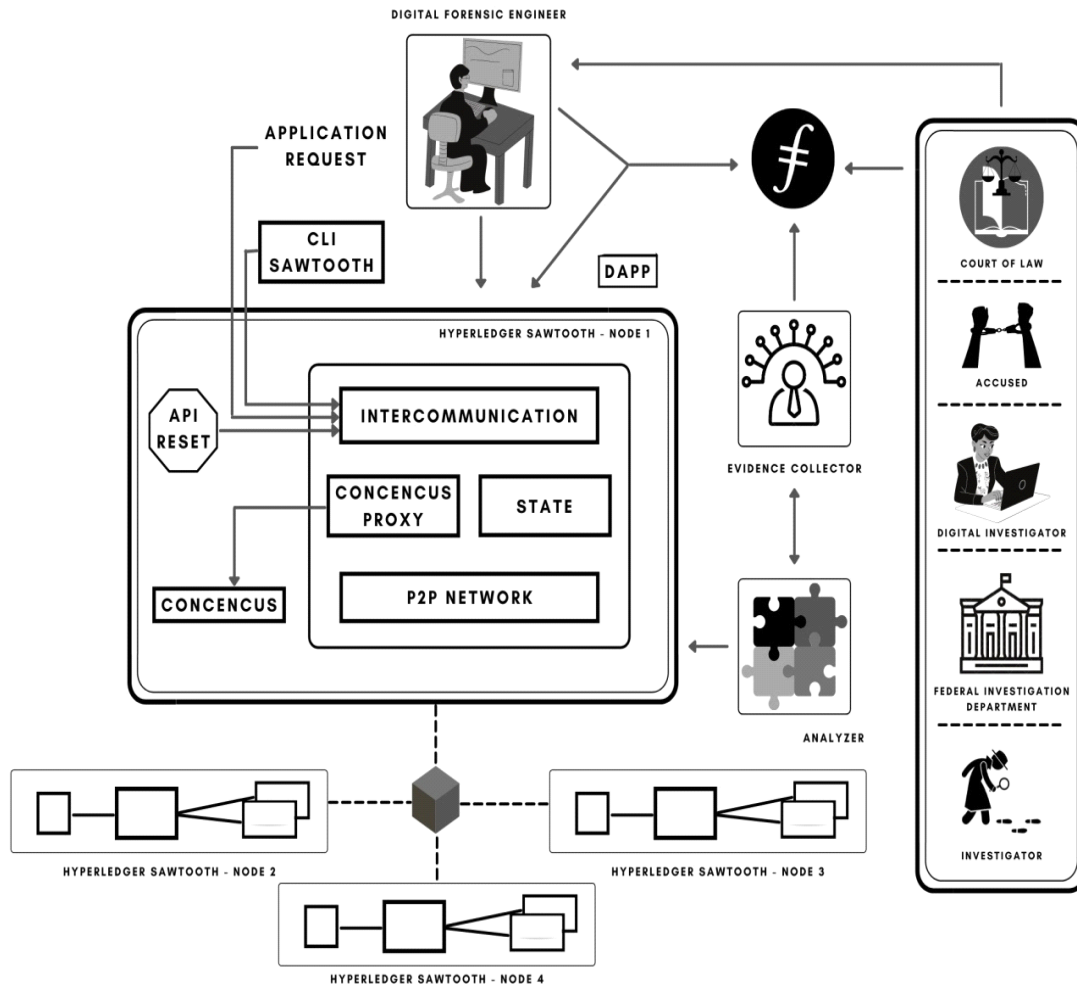 DIGITAL FORENSIC ENGINEER
APPLICATION
REQUEST
CLI
SAWTOOTH
DAPP
COURT OF LAW
HYPERLEDGER SAWTOOTH - NODE 1
ACCUSED
API
RESET
INTERCOMMUNICATION
EVIDENCE COLLECTOR
CONCENCUS
PROXY
STATE
DIGITAL INVESTIGATOR
CONCENCUS
P2P NETWORK
FEDERAL INVESTIGATION
DEPARTMENT
ANALYZER
INVESTIGATOR
HYPERLEDGER SAWTOOTH - NODE 2
HYPERLEDGER SAWTOOTH - NODE 3
HYPERLEDGER SAWTOOTH - NODE 4